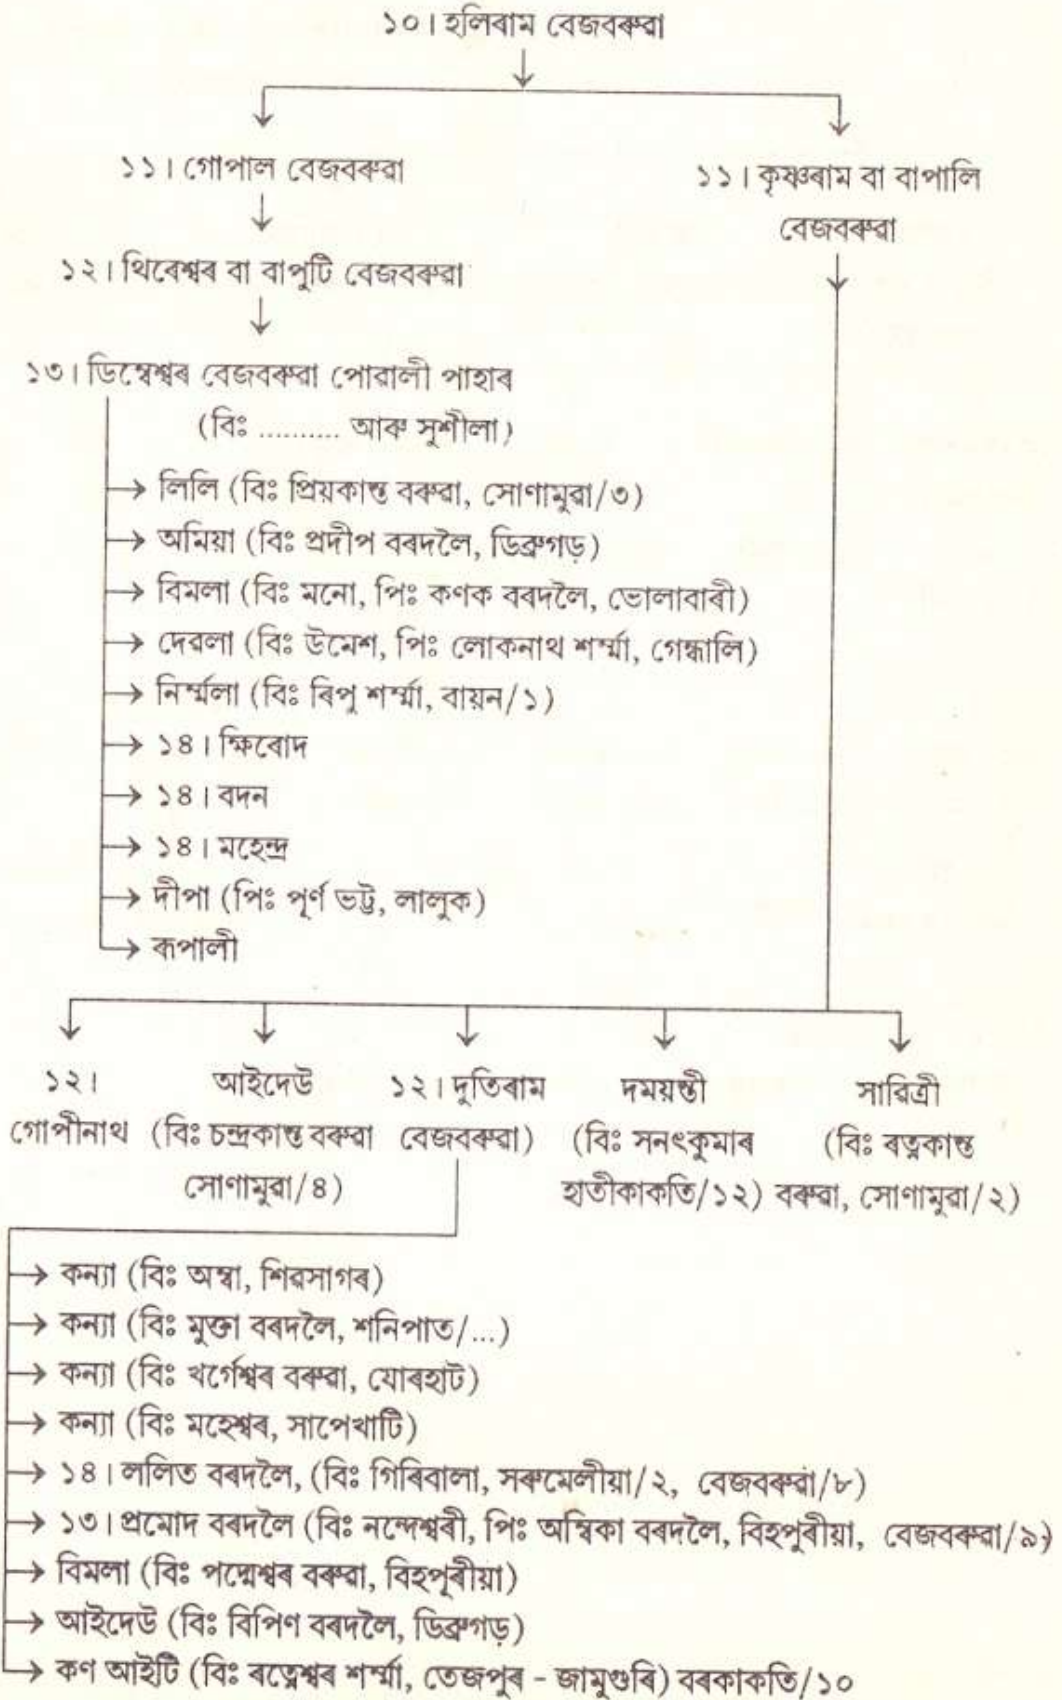 ১০। হলিৰাম বেজবৰুৱা
১১। গোপাল বেজবৰুৱা
১১। কৃষ্ণৰাম বা বাপালি
বেজবৰুৱা
১২। থিৰেশ্বৰ বা বাপুটি বেজবৰুৱা
১৩। ডিম্বেশ্বৰ বেজবৰুৱা পোৱালী পাহাৰ
(বিঃ .......... আৰু সুশীলা)
লিলি (বিঃ প্ৰিয়কান্ত বৰুৱা, সোণামুৱা/৩)
অমিয়া (বিঃ প্ৰদীপ বৰদলৈ, ডিব্ৰুগড়)
বিমলা (বিঃ মনো, পিঃ কণক বৰদলৈ, ভোলাবাৰী)
দেৱলা (বিঃ উমেশ, পিঃ লোকনাথ শৰ্ম্মা, গেন্ধালি)
নিৰ্ম্মলা (বিঃ ৰিপু শৰ্ম্মা, বায়ন/১)
১৪। ক্ষিৰোদ
১৪। বদন
১৪। মহেন্দ্ৰ
দীপা (পিঃ পূৰ্ণ ভট্ট, লালুক)
ৰূপালী
১২। আইদেউ ১২। দুতিৰাম দময়ন্তী সাৱিত্ৰী
গোপীনাথ (বিঃ চন্দ্ৰকান্ত বৰুৱা বেজবৰুৱা) (বিঃ সনৎকুমাৰ (বিঃ ৰত্নকান্ত
সোণামুৱা/৪) হাতীকাকতি/১২) বৰুৱা, সোণামুৱা/২)
কন্যা (বিঃ অম্বা, শিৱসাগৰ)
কন্যা (বিঃ মুক্তা বৰদলৈ, শনিপাত/...)
কন্যা (বিঃ খৰ্গেশ্বৰ বৰুৱা, যোৰহাট)
কন্যা (বিঃ মহেশ্বৰ, সাপেখাটি)
১৪। ললিত বৰদলৈ, (বিঃ গিৰিবালা, সৰুমেলীয়া/২, বেজবৰুৱা/৮)
১৩। প্ৰমোদ বৰদলৈ (বিঃ নন্দেশ্বৰী, পিঃ অম্বিকা বৰদলৈ, বিহপুৰীয়া, বেজবৰুৱা/৯)
বিমলা (বিঃ পদ্মেশ্বৰ বৰুৱা, বিহপূৰীয়া)
আইদেউ (বিঃ বিপিণ বৰদলৈ, ডিব্ৰুগড়)
কণ আইটি (বিঃ ৰত্নেশ্বৰ শৰ্ম্মা, তেজপুৰ - জামুগুৰি) বৰকাকতি/১০